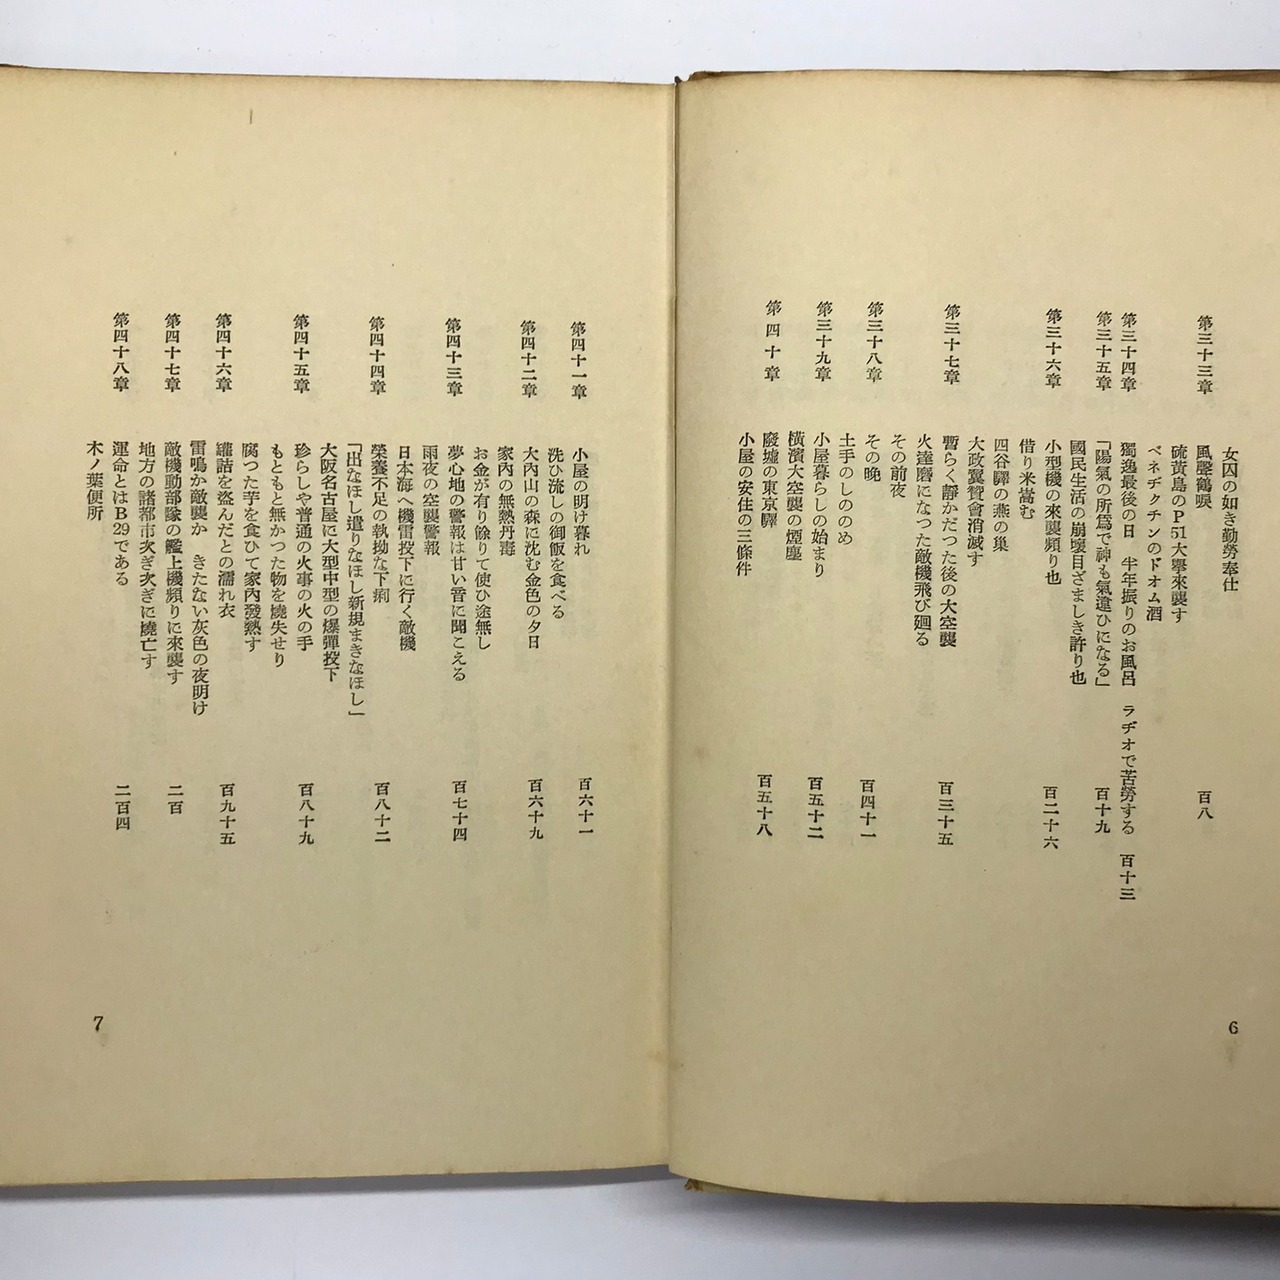 女囚の如き勤勞奉仕
第三十三章 風聲鶴唳 百八
硫黄島のP51大擧來襲す
ベネヂクチンのドオム酒
第三十四章 獨逸最後の日 半年振りのお風呂 ラヂオで苦勞する 百十三
第三十五章 「陽氣の所爲で神も氣違ひになる」 百十九
國民生活の崩壞目ざましき許り也
第三十六章 小型機の來襲頻り也 百二十六
借り米嵩む
四谷驛の燕の巢
大政翼贊會消滅す
第三十七章 暫らく靜かだつた後の大空襲 百三十五
火達磨になつた敵機飛び廻る
その前夜
第三十八章 その晩 百四十一
土手のしののめ
第三十九章 小屋暮らしの始まり 百五十二
橫濱大空襲の煙塵
第四十章 廢墟の東京驛 百五十八
小屋の安住の三條件
6
第四十一章 小屋の明け暮れ 百六十一
洗ひ流しの御飯を食べる
第四十二章 大內山の森に沈む金色の夕日 百六十九
家內の無熱丹毒
お金が有り餘りて使ひ途無し
第四十三章 夢心地の警報は甘い音に聞こえる 百七十四
雨夜の空襲警報
日本海へ機雷投下に行く敵機
第四十四章 榮養不足の執拗な下痢 百八十二
「出なほし遣りなほし新規まきなほし」
大阪名古屋に大型中型の爆彈投下
第四十五章 珍らしや普通の火事の火の手 百八十九
もともと無かつた物を燒失せり
腐つた芋を食ひて家內發熱す
第四十六章 罐詰を盜んだとの濡れ衣 百九十五
雷鳴か敵襲か きたない灰色の夜明け
第四十七章 敵機動部隊の艦上機頻りに來襲す 二百
地方の諸都市次ぎ次ぎに燒亡す
第四十八章 運命とはB29である 二百四
木ノ葉便所
7